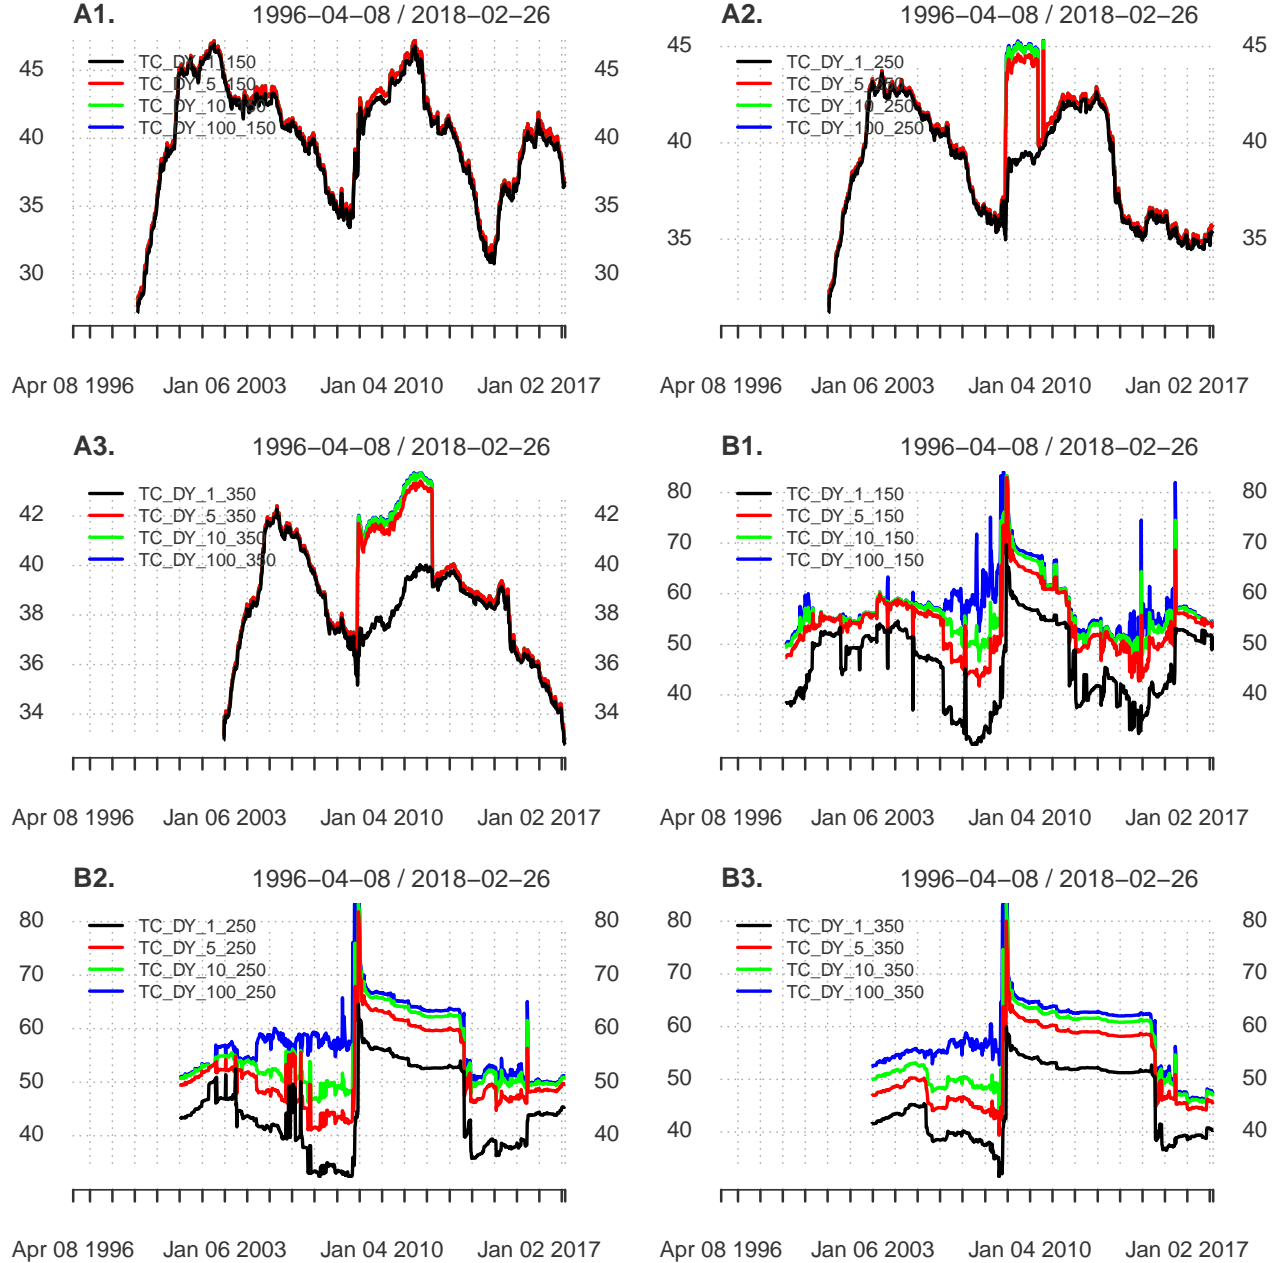 A1. 1996−04−08 / 2018−02−26
TC_DY_1_150
TC_DY_5_150
TC_DY_10_150
TC_DY_100_150
45 45
40 40
35 35
30 30
Apr 08 1996 Jan 06 2003 Jan 04 2010 Jan 02 2017
A2. 1996−04−08 / 2018−02−26
TC_DY_1_250
TC_DY_5_250
TC_DY_10_250
TC_DY_100_250
45 45
40 40
35 35
Apr 08 1996 Jan 06 2003 Jan 04 2010 Jan 02 2017
A3. 1996−04−08 / 2018−02−26
TC_DY_1_350
TC_DY_5_350
TC_DY_10_350
TC_DY_100_350
42 42
40 40
38 38
36 36
34 34
Apr 08 1996 Jan 06 2003 Jan 04 2010 Jan 02 2017
B1. 1996−04−08 / 2018−02−26
TC_DY_1_150
TC_DY_5_150
TC_DY_10_150
TC_DY_100_150
80 80
70 70
60 60
50 50
40 40
Apr 08 1996 Jan 06 2003 Jan 04 2010 Jan 02 2017
B2. 1996−04−08 / 2018−02−26
TC_DY_1_250
TC_DY_5_250
TC_DY_10_250
TC_DY_100_250
80 80
70 70
60 60
50 50
40 40
Apr 08 1996 Jan 06 2003 Jan 04 2010 Jan 02 2017
B3. 1996−04−08 / 2018−02−26
TC_DY_1_350
TC_DY_5_350
TC_DY_10_350
TC_DY_100_350
80 80
70 70
60 60
50 50
40 40
Apr 08 1996 Jan 06 2003 Jan 04 2010 Jan 02 2017